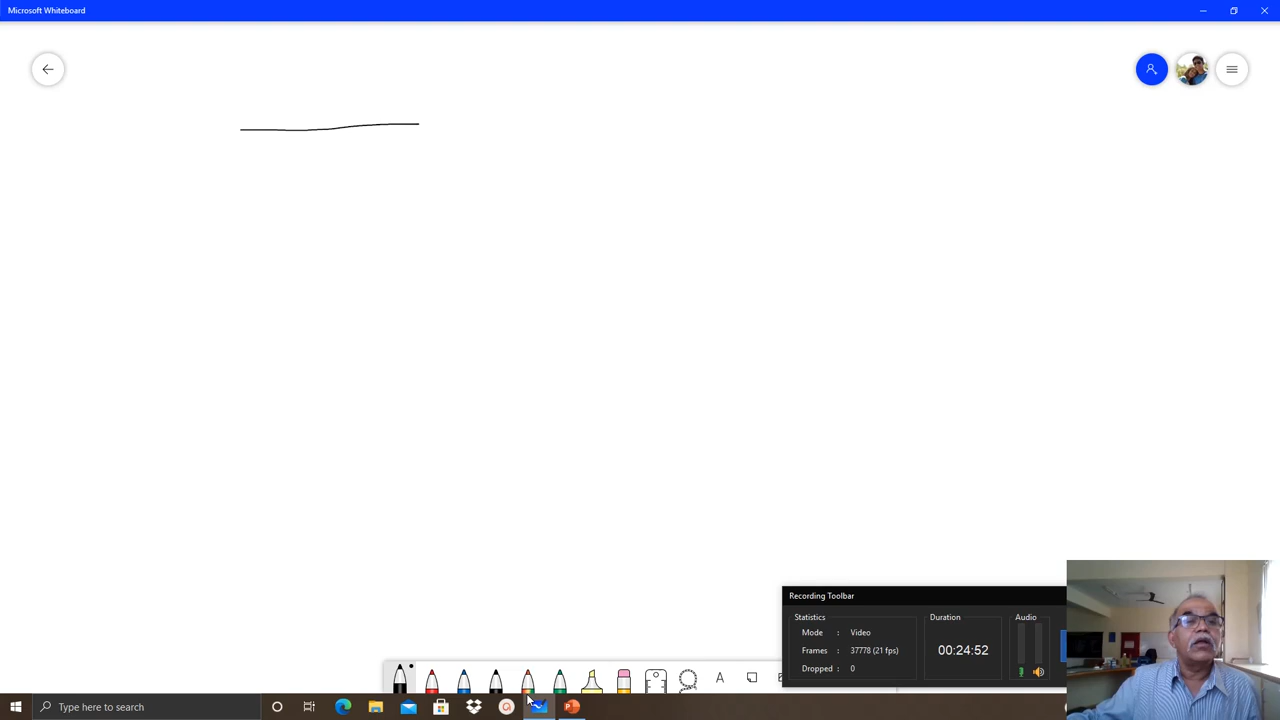 Microsoft Whiteboard
Recording Toolbar
Statistics
Mode : Video
Frames : 37778 (21 fps)
Dropped : 0
Duration
00:24:52
Audio
A
Type here to search